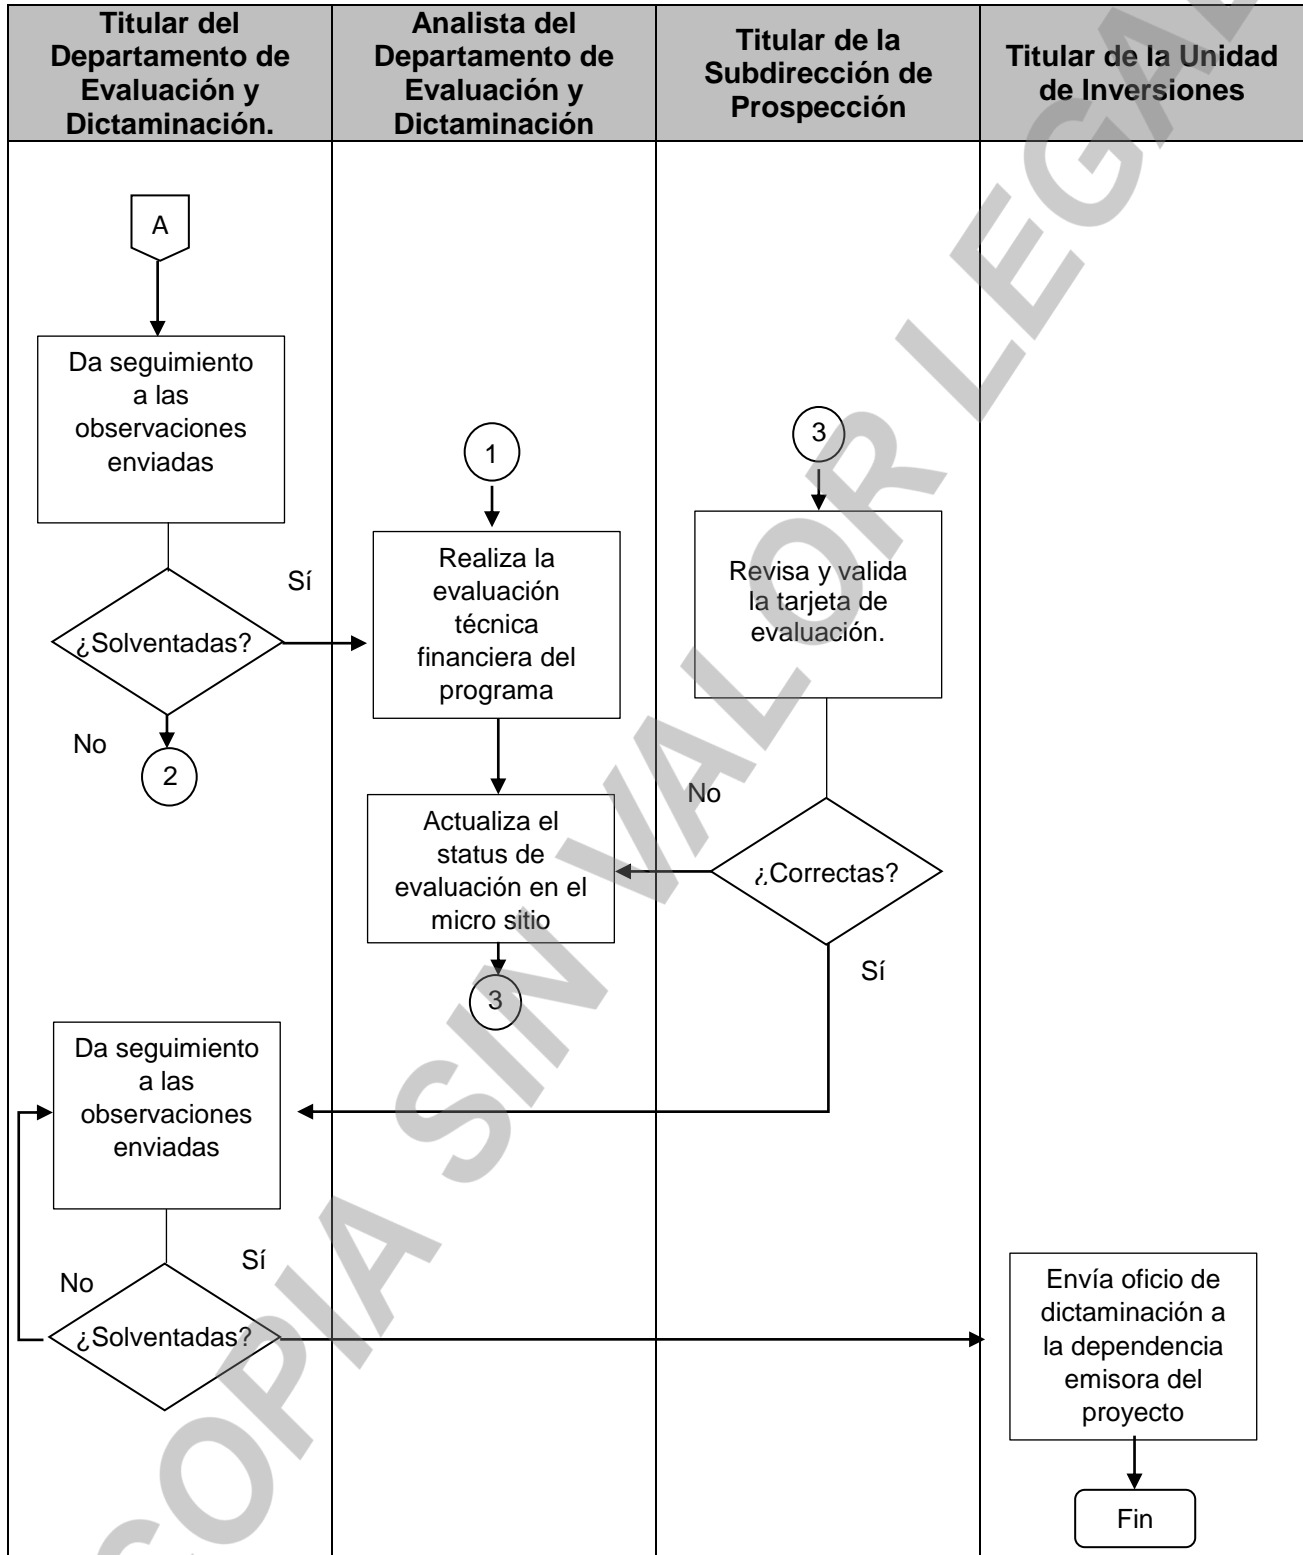 Titular del
Departamento de
Evaluación y
Dictaminación.
Analista del
Departamento de
Evaluación y
Dictaminación
Titular de la
Subdirección de
Prospección
Titular de la Unidad
de Inversiones
A
Da seguimiento
a las
observaciones
enviadas
¿Solventadas?
Sí
No
2
1
Realiza la
evaluación
técnica
financiera del
programa
Actualiza el
status de
evaluación en el
micro sitio
3
3
Revisa y valida
la tarjeta de
evaluación.
No
¿Correctas?
Sí
Da seguimiento
a las
observaciones
enviadas
Sí
No
¿Solventadas?
Envía oficio de
dictaminación a
la dependencia
emisora del
proyecto
Fin
COPIA SIN VALOR LEGAL